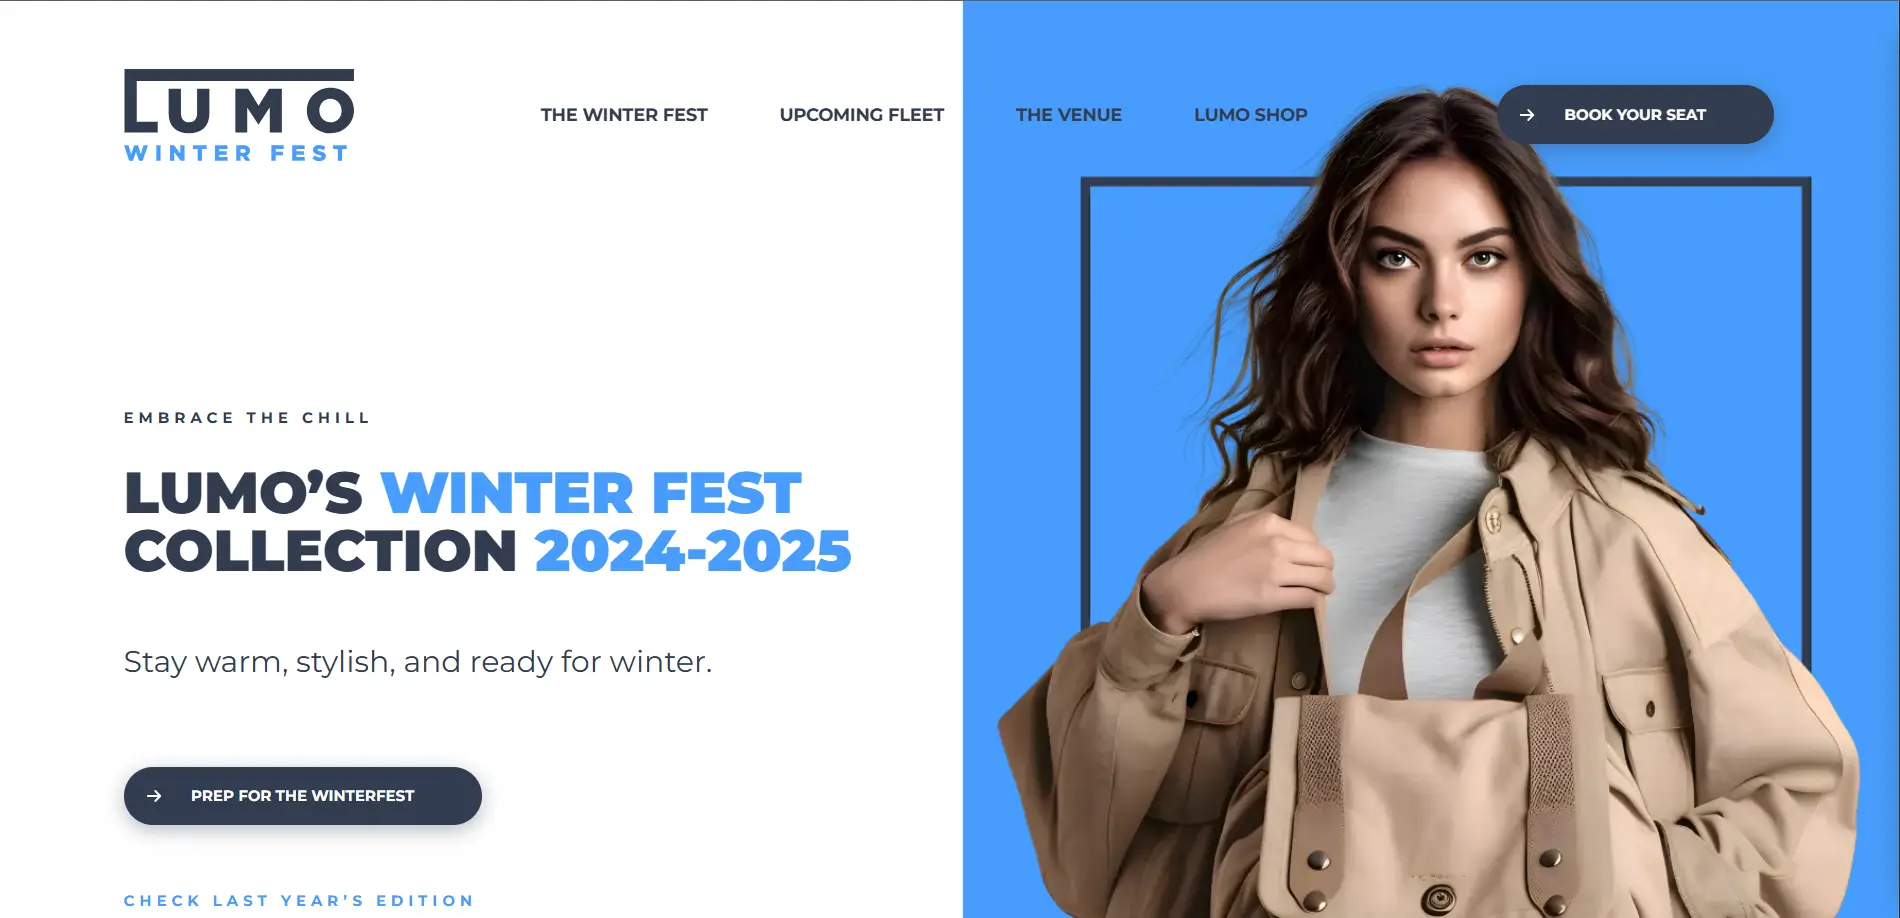 LUMO
WINTER FEST
THE WINTER FEST
UPCOMING FLEET
THE VENUE
LUMO SHOP
BOOK YOUR SEAT
EMBRACE THE CHILL
LUMO’S WINTER FEST
COLLECTION 2024-2025
Stay warm, stylish, and ready for winter.
PREP FOR THE WINTERFEST
CHECK LAST YEAR’S EDITION